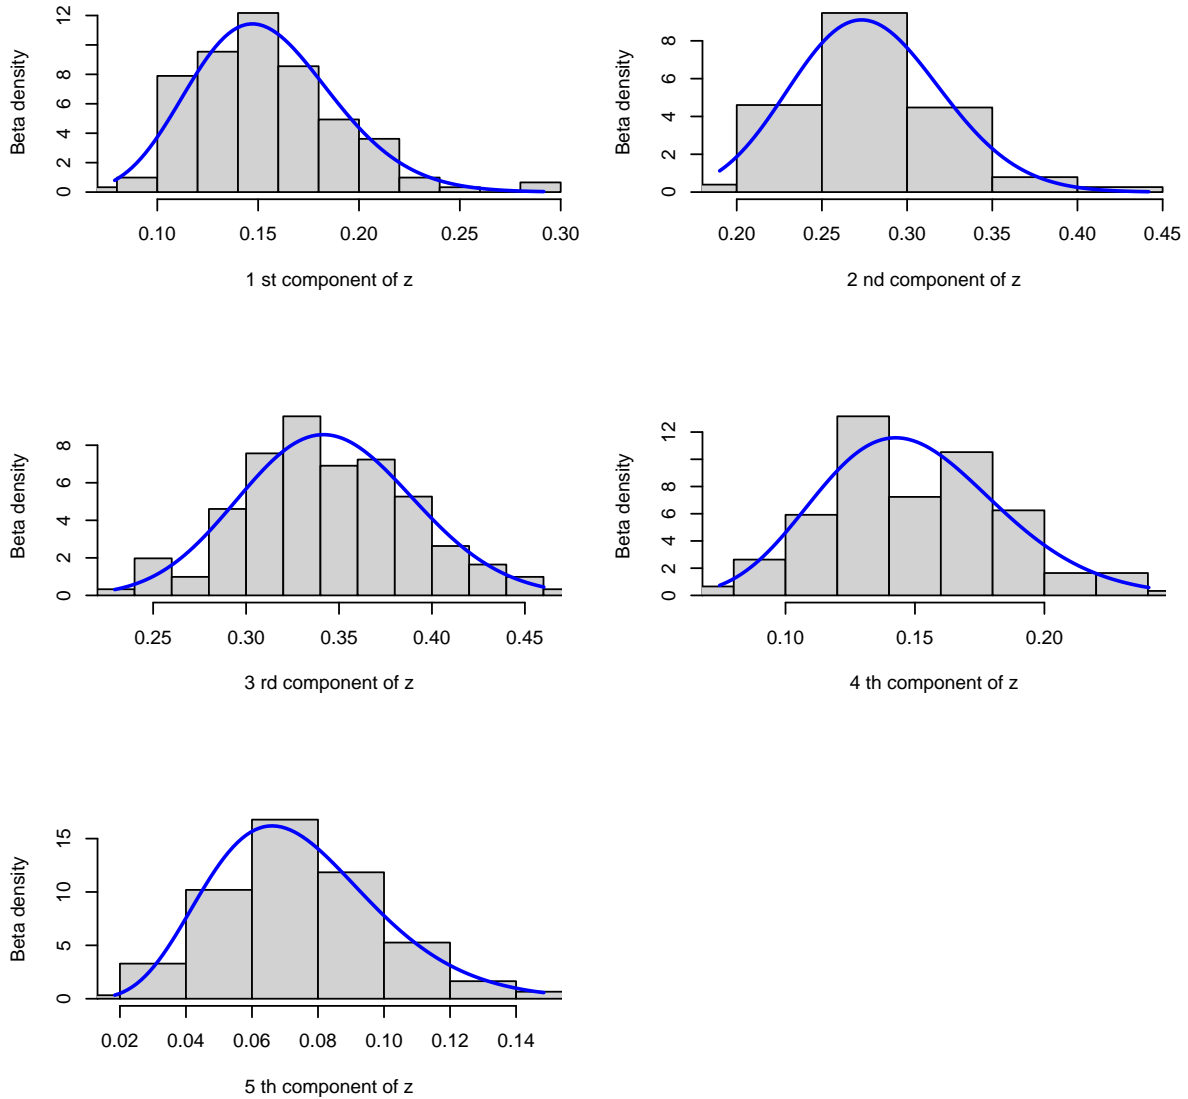 Beta density
12
8
6
4
2
0
0.10 0.15 0.20 0.25 0.30
1 st component of z
Beta density
8
6
4
2
0
0.20 0.25 0.30 0.35 0.40 0.45
2 nd component of z
Beta density
8
6
4
2
0
0.25 0.30 0.35 0.40 0.45
3 rd component of z
Beta density
12
8
6
4
2
0
0.10 0.15 0.20
4 th component of z
Beta density
15
10
5
0
0.02 0.04 0.06 0.08 0.10 0.12 0.14
5 th component of z